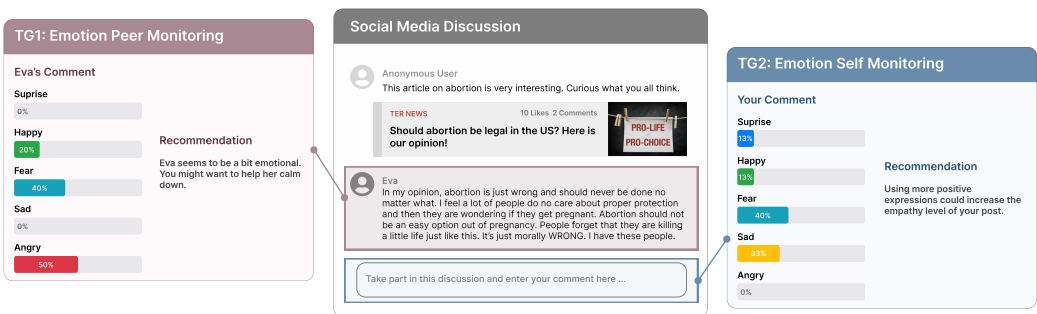 TG1: Emotion Peer Monitoring
Eva's Comment
Suprise
0%
Happy
20%
Fear
40%
Sad
0%
Angry
50%
Recommendation
Eva seems to be a bit emotional.
You might want to help her calm
down.
Social Media Discussion
Anonymous User
This article on abortion is very interesting. Curious what you all think.
TER NEWS
10 Likes 2 Comments
Should abortion be legal in the US? Here is
our opinion!
PRO-LIFE
PRO-CHOICE
Eva
In my opinion, abortion is just wrong and should never be done no
matter what. I feel a lot of people do no care about proper protection
and then they are wondering if they get pregnant. Abortion should not
be an easy option out of pregnancy. People forget that they are killing
a little life just like this. It's just morally WRONG. I have these people.
Take part in this discussion and enter your comment here ...
TG2: Emotion Self Monitoring
Your Comment
Suprise
13%
Happy
13%
Fear
40%
Sad
33%
Angry
0%
Recommendation
Using more positive
expressions could increase the
empathy level of your post.